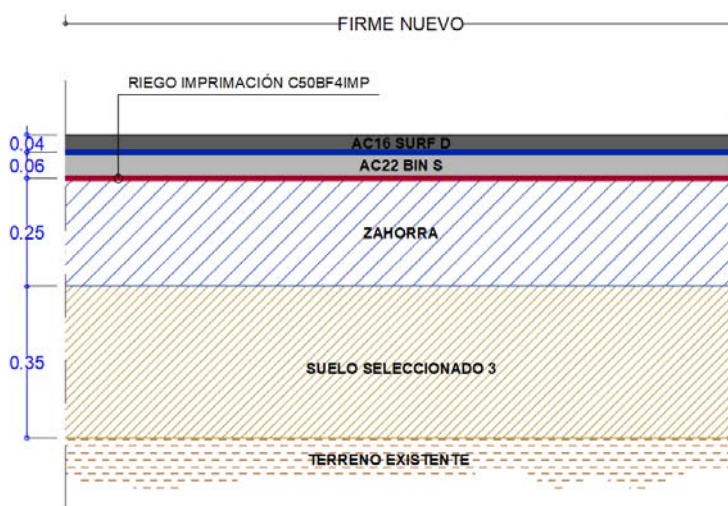 FIRME NUEVO
RIEGO IMPRIMACIÓN C50BF4IMP
0.04
AC16 SURF D
0.06
AC22 BIN S
0.25
ZAHORRA
0.35
SUELO SELECCIONADO 3
TERRENO EXISTENTE